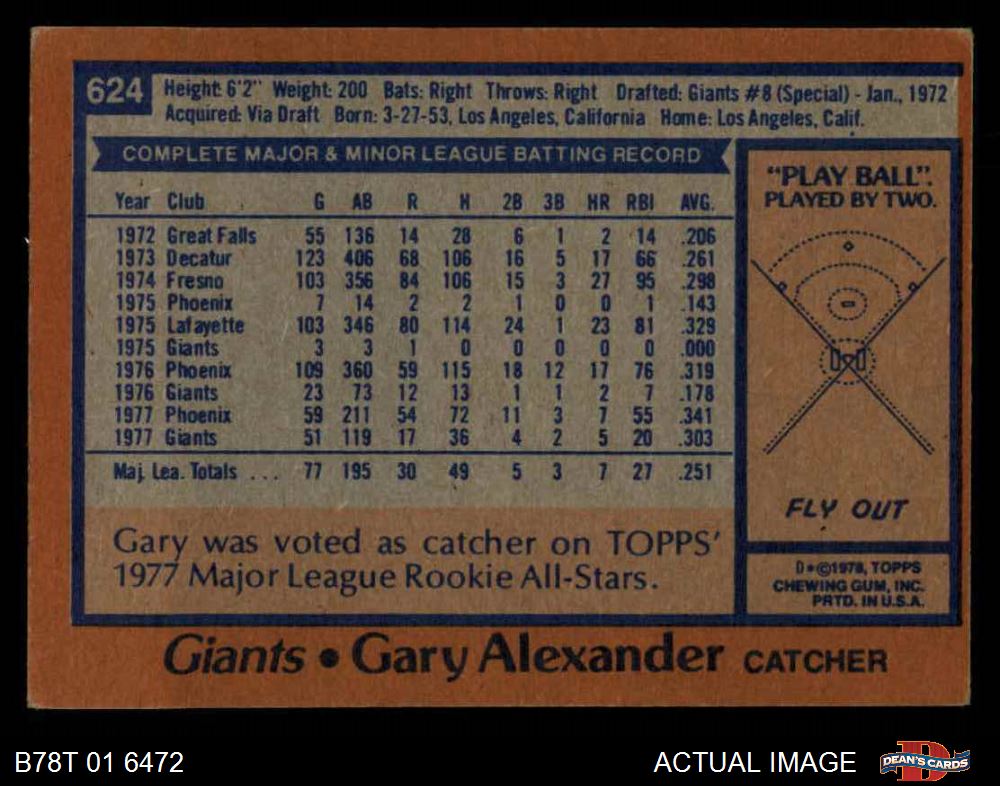 624
Height: 6'2" Weight: 200 Bats: Right Throws: Right Drafted: Giants #8 (Special) - Jan., 1972
Acquired: Via Draft Born: 3-27-53, Los Angeles, California Home: Los Angeles, Calif.
COMPLETE MAJOR & MINOR LEAGUE BATTING RECORD
Year Club G AB R H 2B 3B HR RBI AVG.
1972 Great Falls 55 136 14 28 6 1 2 14 .206
1973 Decatur 123 406 68 106 16 5 17 66 .261
1974 Fresno 103 356 84 106 15 3 27 95 .298
1975 Phoenix 7 14 2 2 1 0 0 1 .143
1975 Lafayette 103 346 80 114 24 1 23 81 .329
1975 Giants 3 3 1 0 0 0 0 0 .000
1976 Phoenix 109 360 59 115 18 12 17 76 .319
1976 Giants 23 73 12 13 1 1 2 7 .178
1977 Phoenix 59 211 54 72 11 3 7 55 .341
1977 Giants 51 119 17 36 4 2 5 20 .303
Maj. Lea. Totals ... 77 195 30 49 5 3 7 27 .251
Gary was voted as catcher on TOPPS'
1977 Major League Rookie All-Stars.
"PLAY BALL".
PLAYED BY TWO.
FLY OUT
D*©1978, TOPPS
CHEWING GUM, INC.
PRTD. IN U.S.A.
Giants • Gary Alexander CATCHER
B78T 01 6472
ACTUAL IMAGE
DEAN'S CARDS